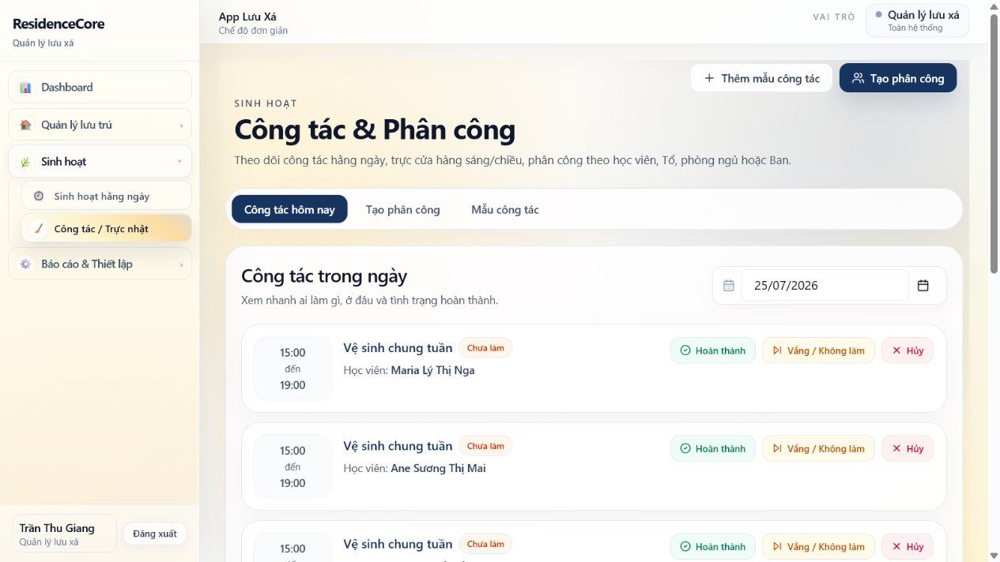 ResidenceCore
Quản lý lưu xá
Dashboard
Quản lý lưu trú
Sinh hoạt
Sinh hoạt hằng ngày
Công tác / Trực nhật
Báo cáo & Thiết lập
Trần Thu Giang
Quản lý lưu xá
Đăng xuất
App Lưu Xá
Chế độ đơn giản
VAI TRÒ
Quản lý lưu xá
Toàn hệ thống
Thêm mẫu công tác
Tạo phân công
SINH HOẠT
Công tác & Phân công
Theo dõi công tác hằng ngày, trực cửa hàng sáng/chiều, phân công theo học viên, Tổ, phòng ngủ hoặc Ban.
Công tác hôm nay
Tạo phân công
Mẫu công tác
Công tác trong ngày
Xem nhanh ai làm gì, ở đâu và tình trạng hoàn thành.
25/07/2026
15:00
đến
19:00
Vệ sinh chung tuần Chưa làm
Học viên: Maria Lý Thị Nga
Hoàn thành
Vắng / Không làm
Hủy
15:00
đến
19:00
Vệ sinh chung tuần Chưa làm
Học viên: Ane Sương Thị Mai
Hoàn thành
Vắng / Không làm
Hủy
15:00
Vệ sinh chung tuần Chưa làm
Hoàn thành
Vắng / Không làm
Hủy